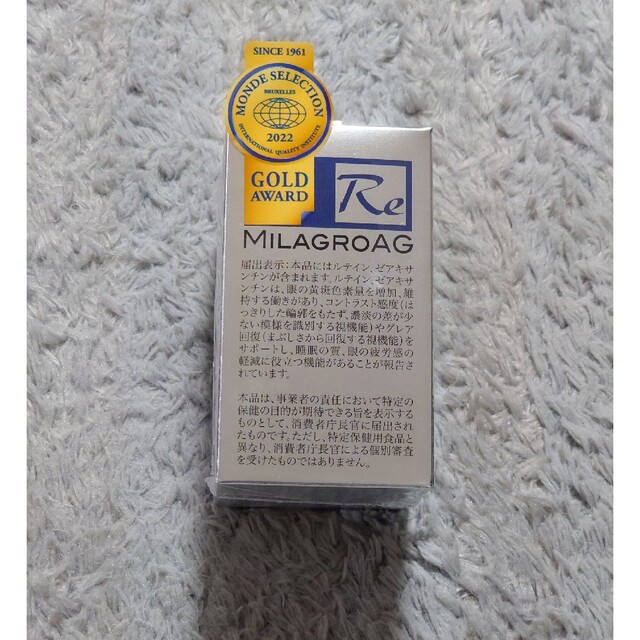 SINCE 1961
MONDE SELECTION
BRUXELLES
2022
INTERNATIONAL QUALITY INSTITUTE
GOLD
AWARD
Re
MILAGROAG
届出表示:本品にはルテイン、ゼアキサ
ンチンが含まれます。ルテイン、ゼアキサ
ンチンは、眼の黄斑色素量を増加、維
持する働きがあり、コントラスト感度(は
っきりした輪郭をもたず、濃淡の差が少
ない模様を識別する視機能)やグレア
回復(まぶしさから回復する視機能)を
サポートし、睡眠の質、眼の疲労感の
軽減に役立つ機能があることが報告さ
れています。
本品は、事業者の責任において特定の
保健の目的が期待できる旨を表示する
ものとして、消費者庁長官に届出され
たものです。ただし、特定保健用食品と
異なり、消費者庁長官による個別審査
を受けたものではありません。